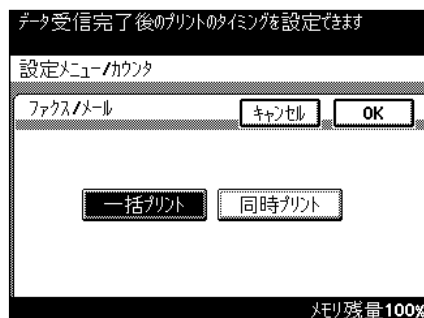 ﾃﾞｰﾀ受信完了後のﾌﾟﾘﾝﾄのﾀｲﾐﾝｸﾞを設定できます
設定ﾒﾆｭｰ/ｶｳﾝﾀ
ﾌｧｸｽ/ﾒｰﾙ
ｷｬﾝｾﾙ
OK
一括ﾌﾟﾘﾝﾄ
同時ﾌﾟﾘﾝﾄ
ﾒﾓﾘ残量100%